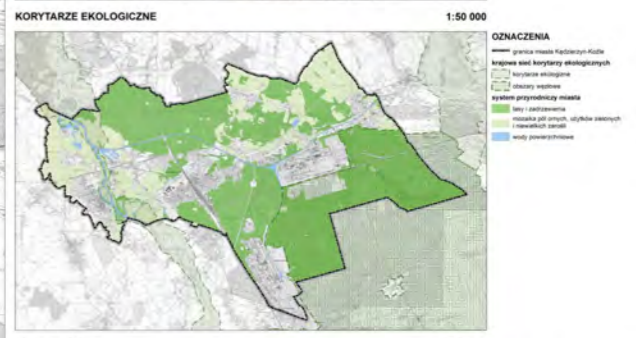 KORYTARZE EKOLOGICZNE
1:50 000
OZNACZENIA
granica miasta Kędzierzyn-Koźle
krajowa sieć korytarzy ekologicznych
korytarze ekologiczne
obszary węzłowe
system przyrodniczy miasta
lasy i zadrzewienia
mozaika pól ornych, użytków zielonych
i niewielkich zarośli
wody powierzchniowe